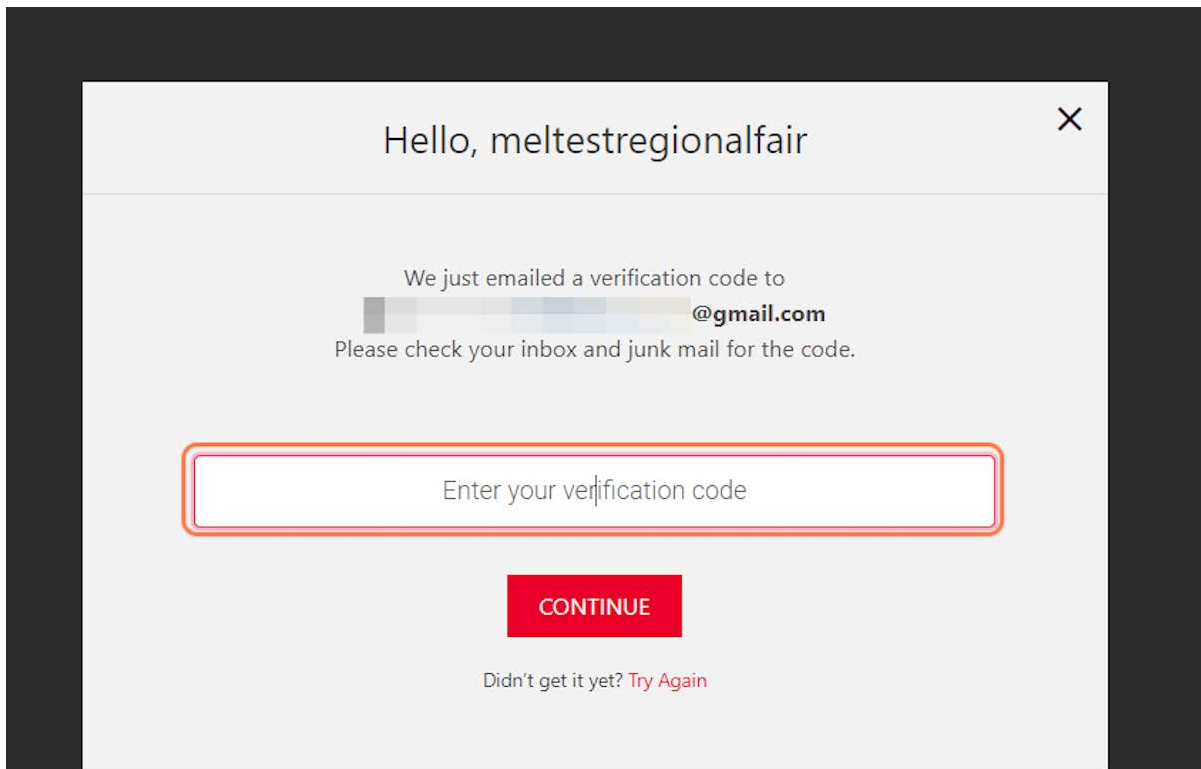 Hello, meltestregionalfair
We just emailed a verification code to
@gmail.com
Please check your inbox and junk mail for the code.
Enter your verification code
CONTINUE
Didn't get it yet? Try Again